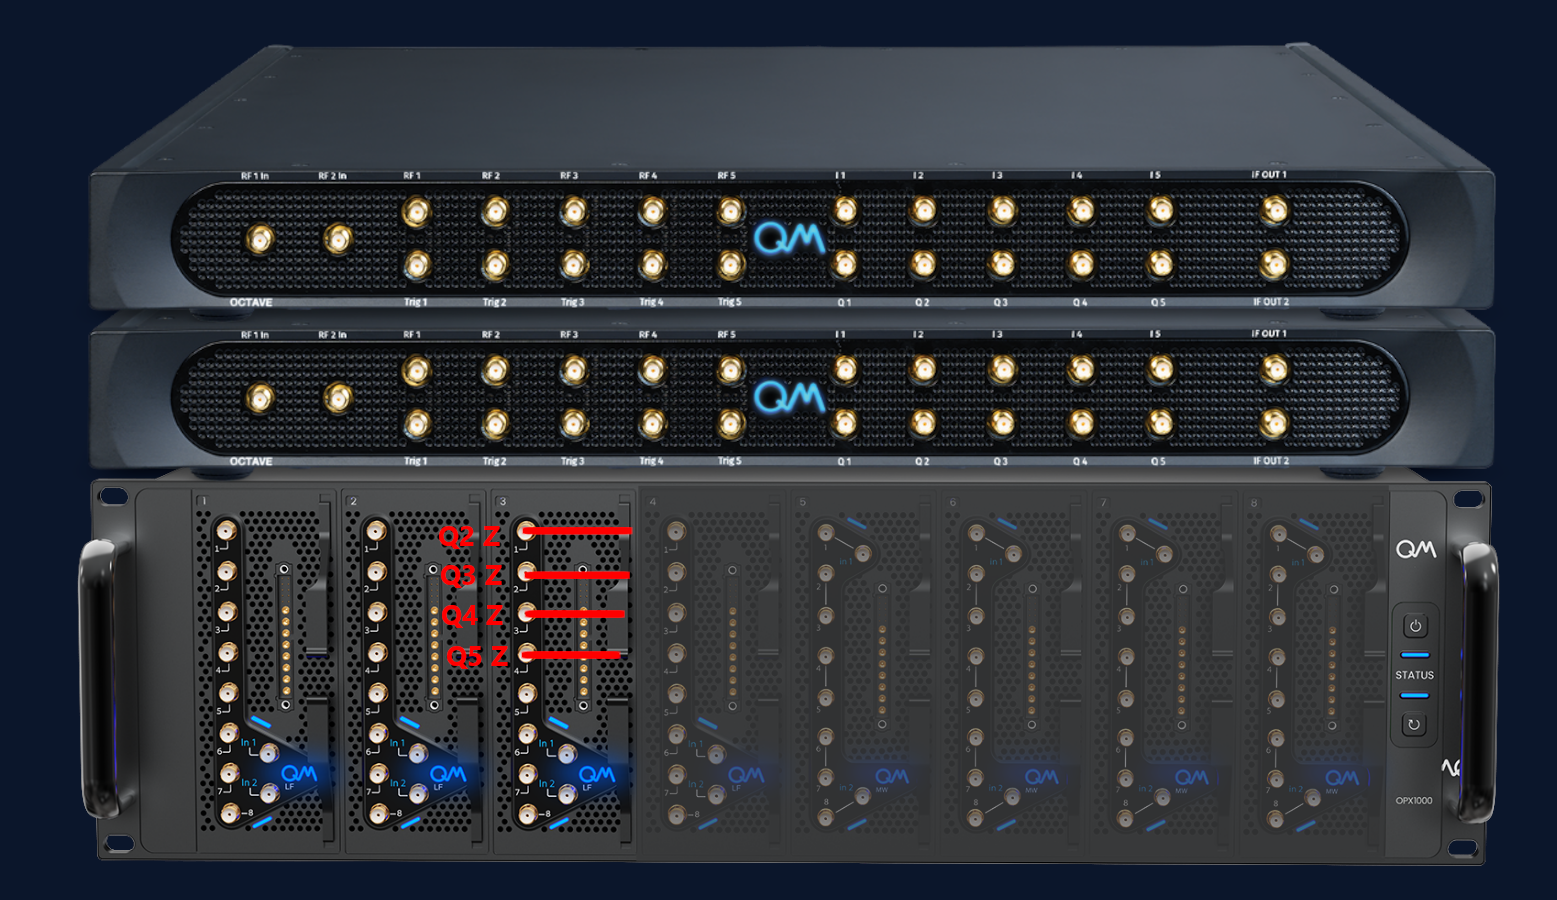 RF 1 In RF 2 In RF 1 RF 2 RF 3 RF 4 RF 5 I 1 I 2 I 3 I 4 I 5 IF OUT 1
QM
OCTAVE Trig 1 Trig 2 Trig 3 Trig 4 Trig 5 Q 1 Q 2 Q 3 Q 4 Q 5 IF OUT 2
RF 1 In RF 2 In RF 1 RF 2 RF 3 RF 4 RF 5 I 1 I 2 I 3 I 4 I 5 IF OUT 1
QM
OCTAVE Trig 1 Trig 2 Trig 3 Trig 4 Trig 5 Q 1 Q 2 Q 3 Q 4 Q 5 IF OUT 2
1 2 3 4 5 6 7 8
1 1 Q2 Z 1 1 1 1 1 1
In 1 In 1 In 1 In 1
QM
2 2 Q3 Z 2 2 2 2 2 2
3 3 Q4 Z 3 3 3 3 3 3
4 4 Q5 Z 4 4 4 4 4 4
STATUS
5 5 5 5 5 5 5 5
6 In 1 6 In 1 6 In 1 6 In 1 6 6 6 6
QM QM QM QM QM QM QM QM
LF LF LF LF MW MW MW MW
7 In 2 7 In 2 7 In 2 7 In 2 7 In 2 7 In 2 7 In 2 7 In 2
OPX1000
8 8 8 8 8 8 8 8